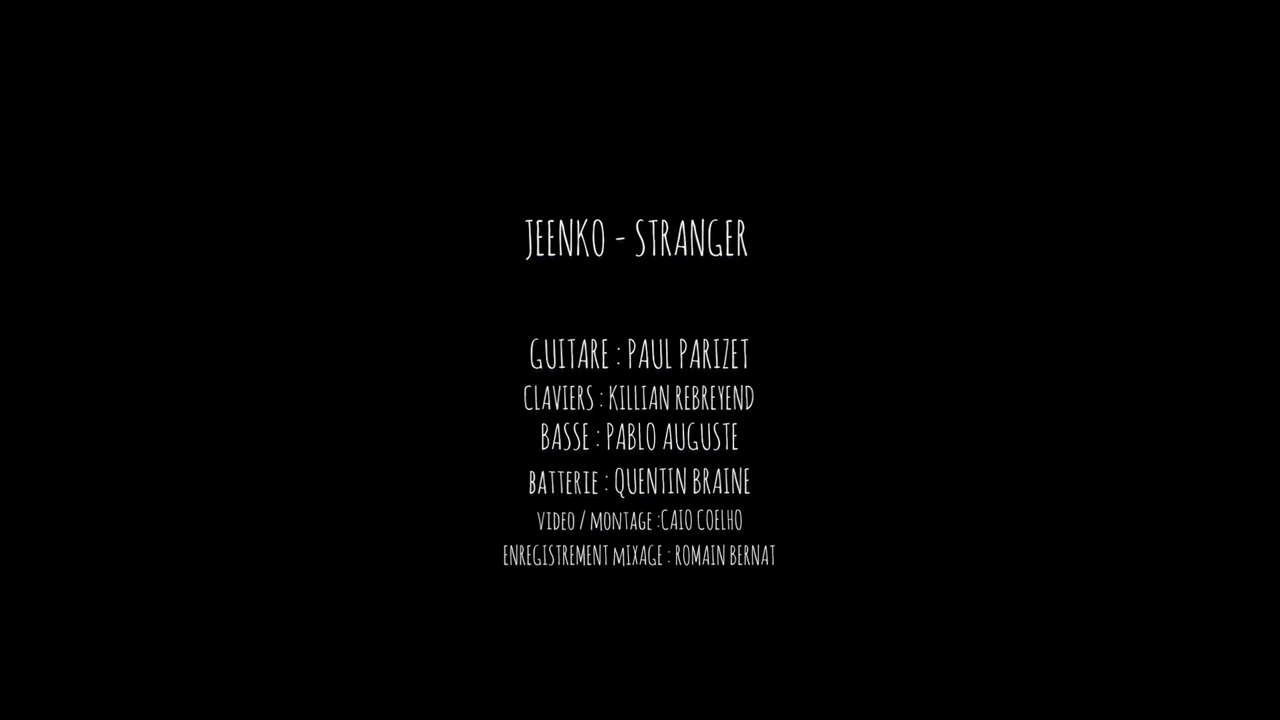 JEENKO - STRANGER
GUITARE : PAUL PARIZET
CLAVIERS : KILLIAN REBREYEND
BASSE : PABLO AUGUSTE
BATTERIE : QUENTIN BRAINE
VIDEO / MONTAGE :CAIO COELHO
ENREGISTREMENT MIXAGE : ROMAIN BERNAT